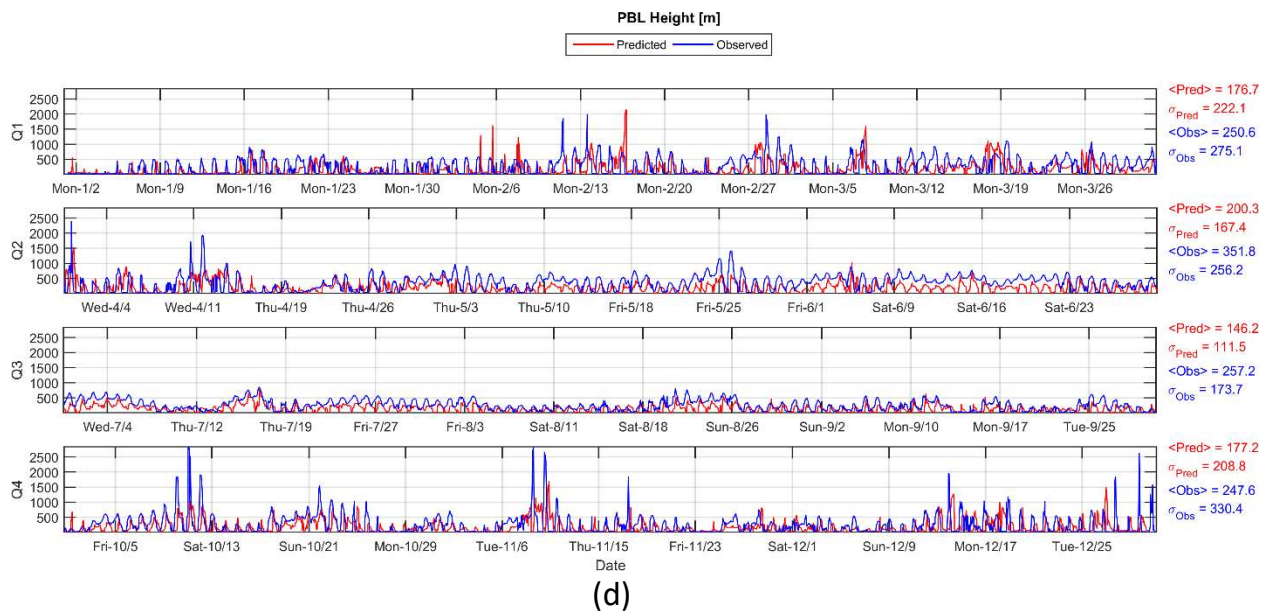 PBL Height [m]
Predicted Observed
2500
2000
1500
1000
500
Q1
Mon-1/2 Mon-1/9 Mon-1/16 Mon-1/23 Mon-1/30 Mon-2/6 Mon-2/13 Mon-2/20 Mon-2/27 Mon-3/5 Mon-3/12 Mon-3/19 Mon-3/26
<Pred> = 176.7
σPred = 222.1
<Obs> = 250.6
σObs = 275.1
2500
2000
1500
1000
500
Q2
Wed-4/4 Wed-4/11 Thu-4/19 Thu-4/26 Thu-5/3 Thu-5/10 Fri-5/18 Fri-5/25 Fri-6/1 Sat-6/9 Sat-6/16 Sat-6/23
<Pred> = 200.3
σPred = 167.4
<Obs> = 351.8
σObs = 256.2
2500
2000
1500
1000
500
Q3
Wed-7/4 Thu-7/12 Thu-7/19 Fri-7/27 Fri-8/3 Sat-8/11 Sat-8/18 Sun-8/26 Sun-9/2 Mon-9/10 Mon-9/17 Tue-9/25
<Pred> = 146.2
σPred = 111.5
<Obs> = 257.2
σObs = 173.7
2500
2000
1500
1000
500
Q4
Fri-10/5 Sat-10/13 Sun-10/21 Mon-10/29 Tue-11/6 Thu-11/15 Fri-11/23 Sat-12/1 Sun-12/9 Mon-12/17 Tue-12/25
<Pred> = 177.2
σPred = 208.8
<Obs> = 247.6
σObs = 330.4
Date
(d)